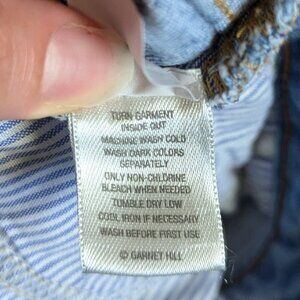 TURN GARMENT
INSIDE OUT
MACHINE WASH COLD
WASH DARK COLORS
SEPARATELY
ONLY NON-CHLORINE
BLEACH WHEN NEEDED
TUMBLE DRY LOW
COOL IRON IF NECESSARY
WASH BEFORE FIRST USE
© GARNET HILL